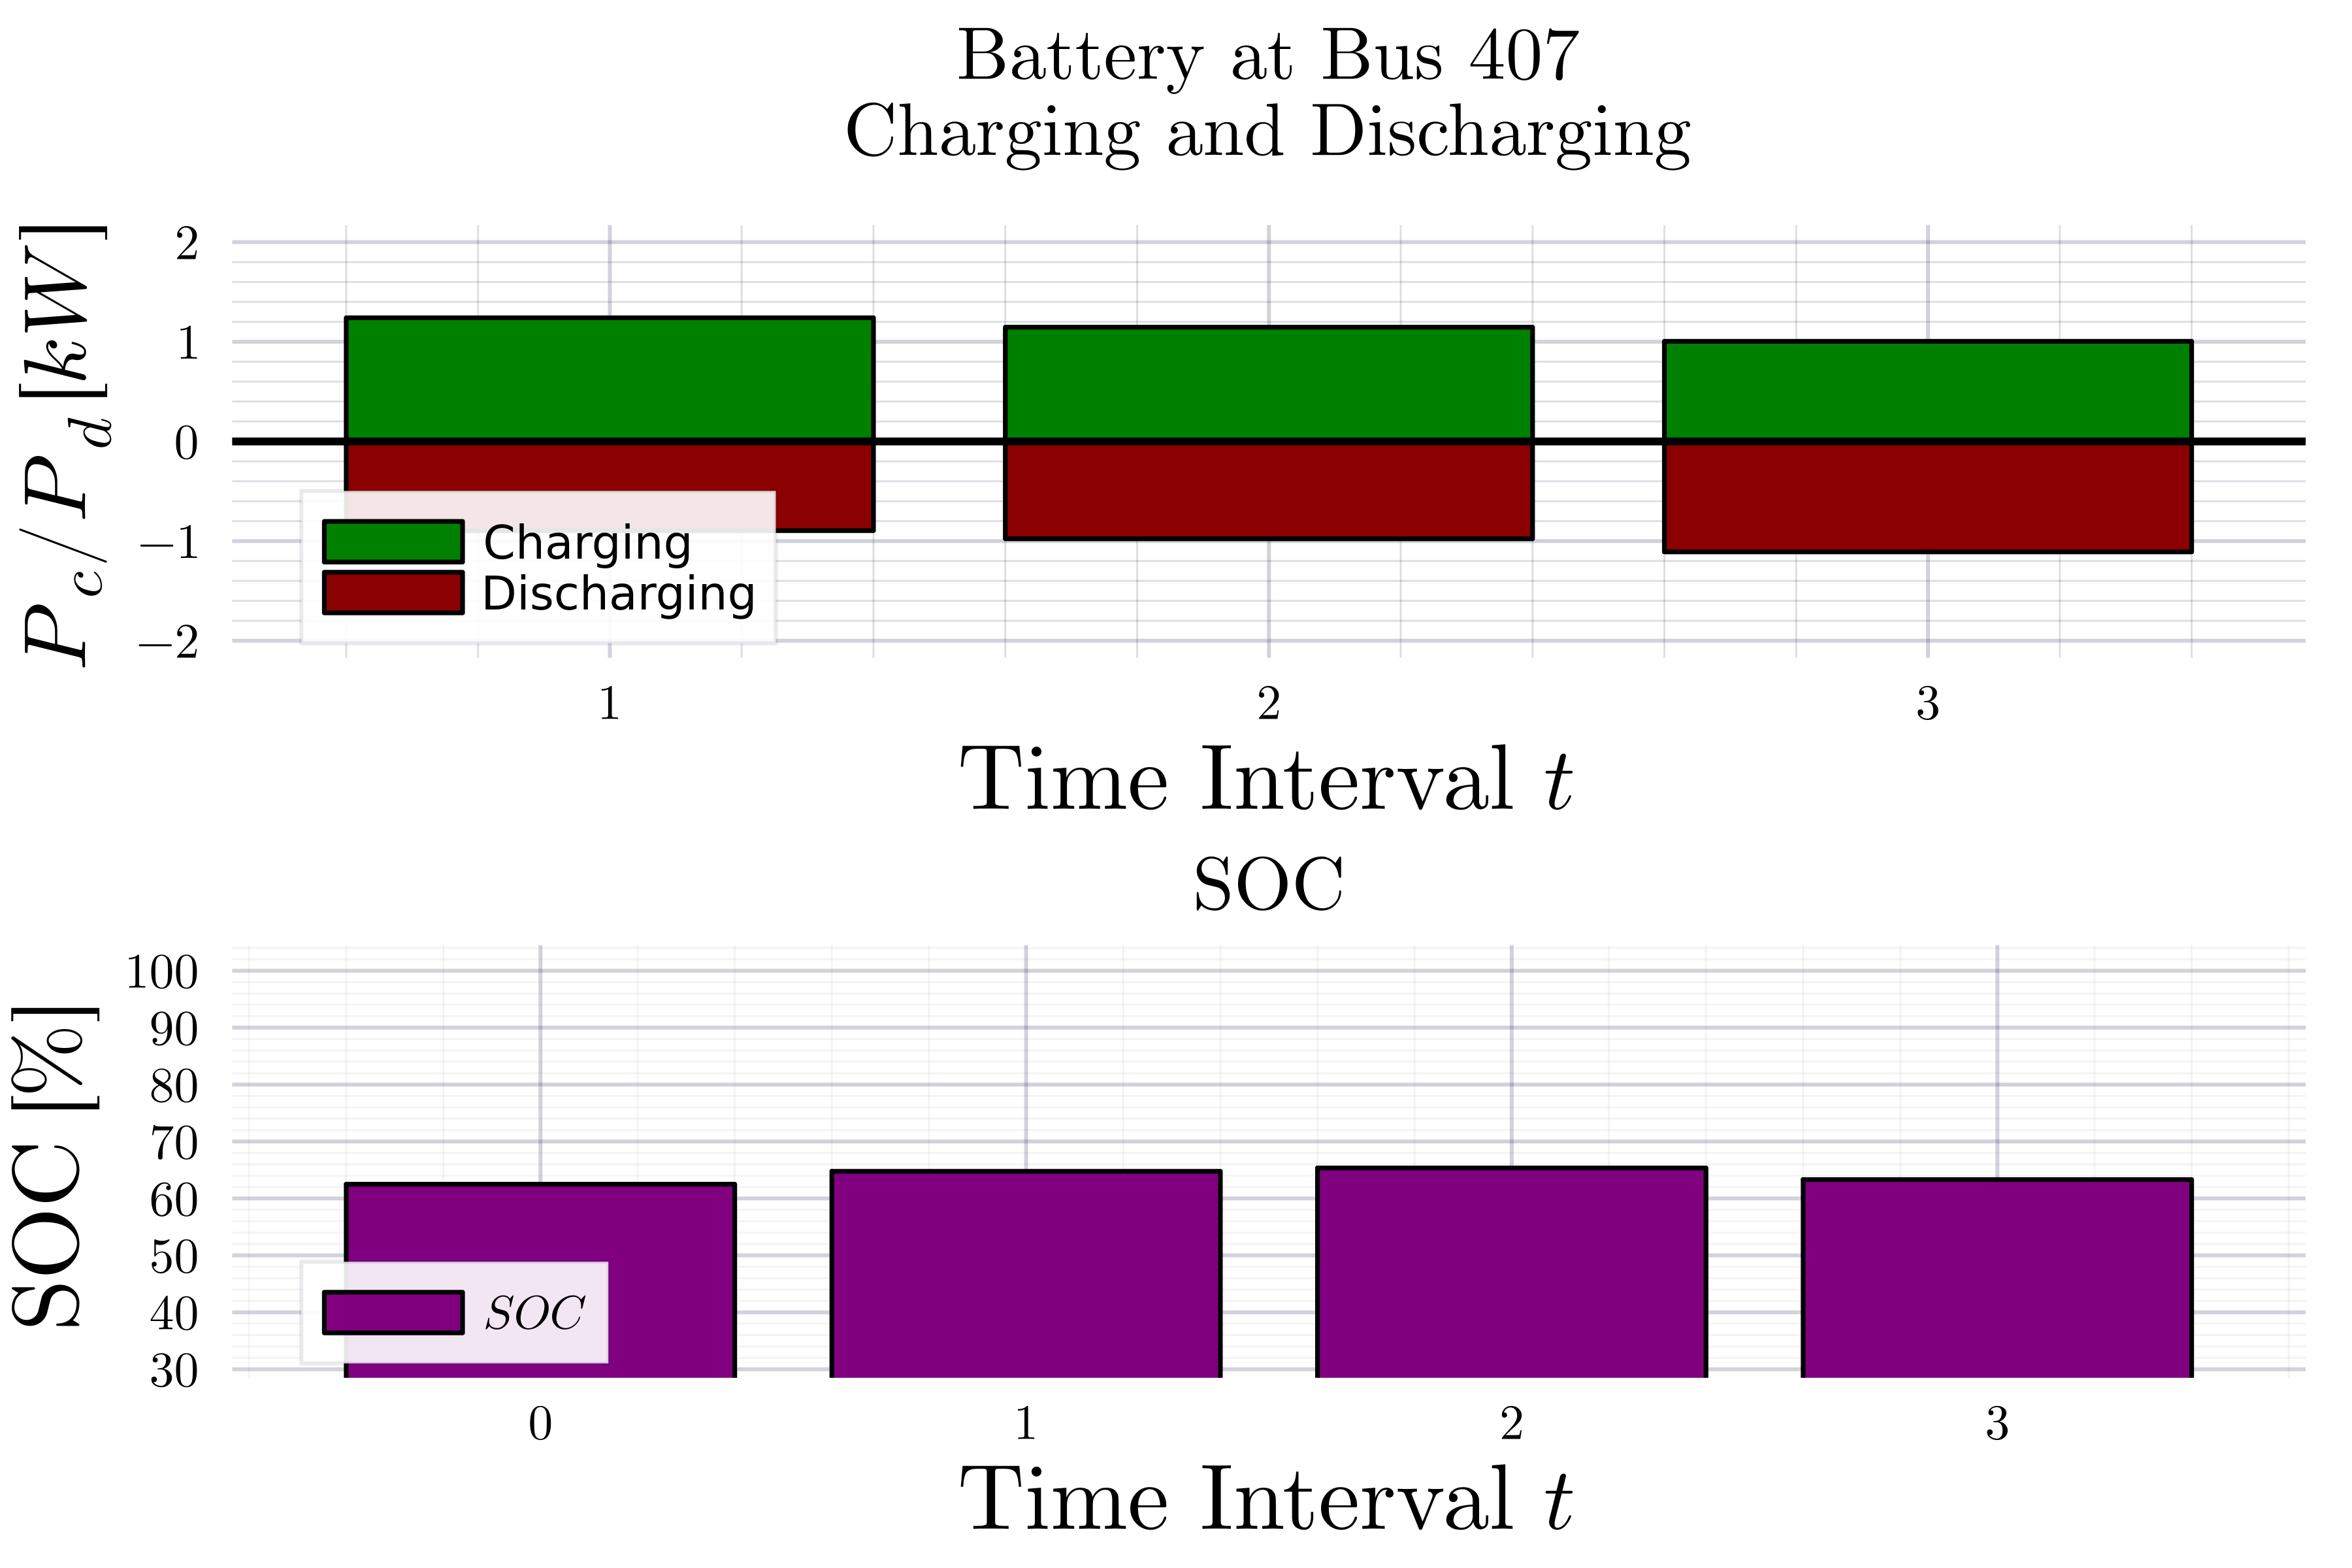 Battery at Bus 407
Charging and Discharging
P_c/P_d [kW]
2
1
0
−1
−2
Charging
Discharging
1 2 3
Time Interval t
SOC
SOC [%]
100
90
80
70
60
50
40
30
SOC
0 1 2 3
Time Interval t